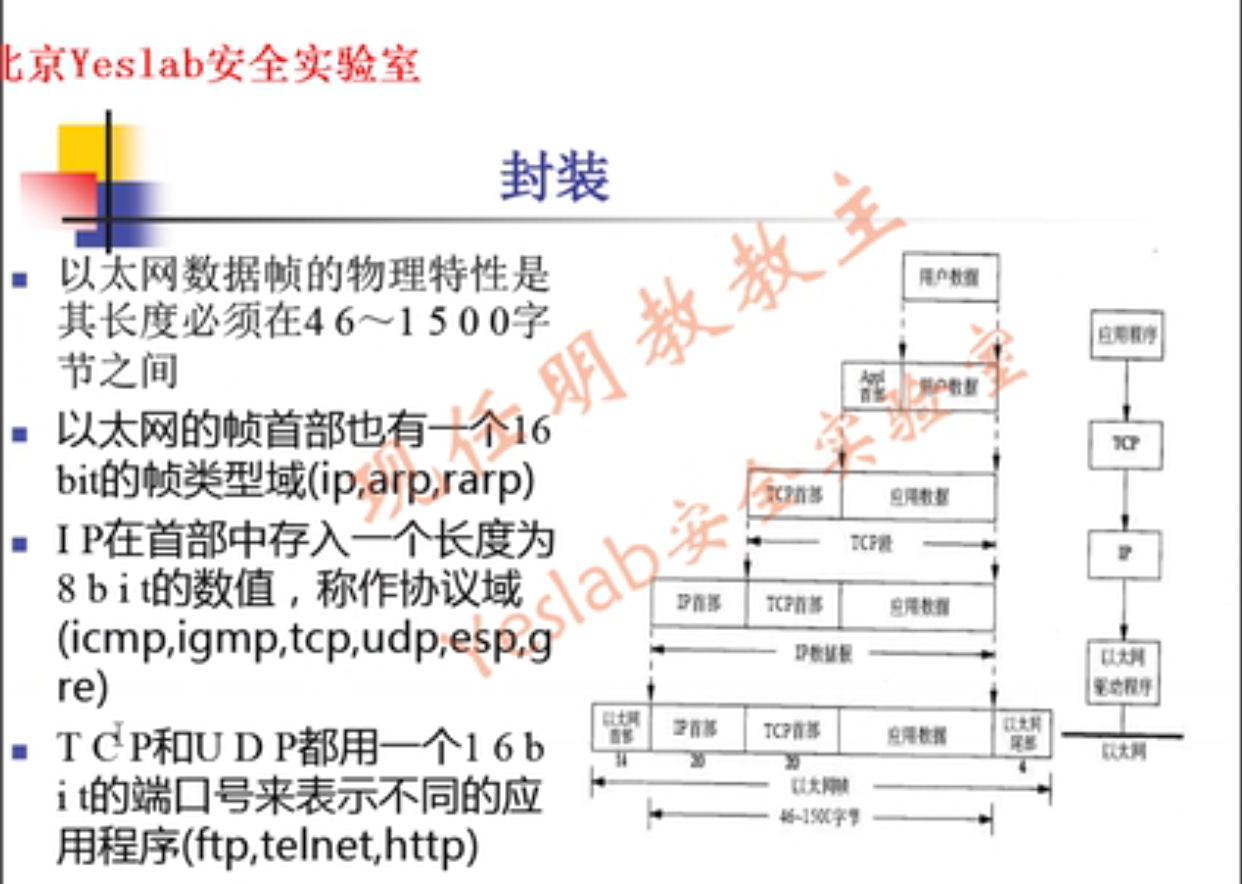 北京Yeslab安全实验室
封装
以太网数据帧的物理特性是
其长度必须在46～1500字
节之间
以太网的帧首部也有一个16
bit的帧类型域(ip,arp,rarp)
IP在首部中存入一个长度为
8bit的数值，称作协议域
(icmp,igmp,tcp,udp,esp,g
re)
TCP和UDP都用一个16b
it的端口号来表示不同的应
用程序(ftp,telnet,http)
现任明教教主
Yeslab安全实验室
用户数据
Appl
首部
用户数据
TCP首部
应用数据
TCP段
IP首部
TCP首部
应用数据
IP数据报
以太网
首部
IP首部
TCP首部
应用数据
以太网
尾部
14
20
20
4
以太网帧
46~1500字节
应用程序
TCP
IP
以太网
驱动程序
以太网